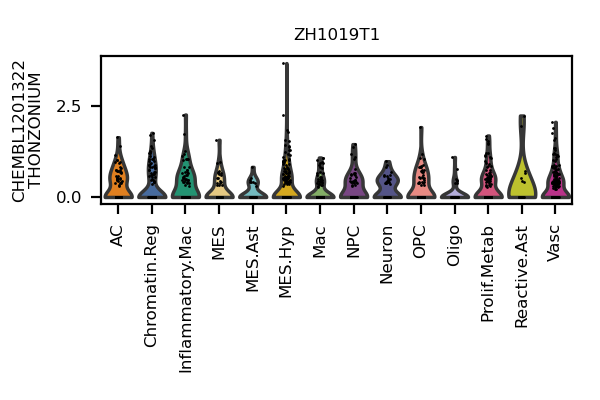 ZH1019T1
CHEMBL1201322
THONZONIUM
2.5
0.0
AC
Chromatin.Reg
Inflammatory.Mac
MES
MES.Ast
MES.Hyp
Mac
NPC
Neuron
OPC
Oligo
Prolif.Metab
Reactive.Ast
Vasc